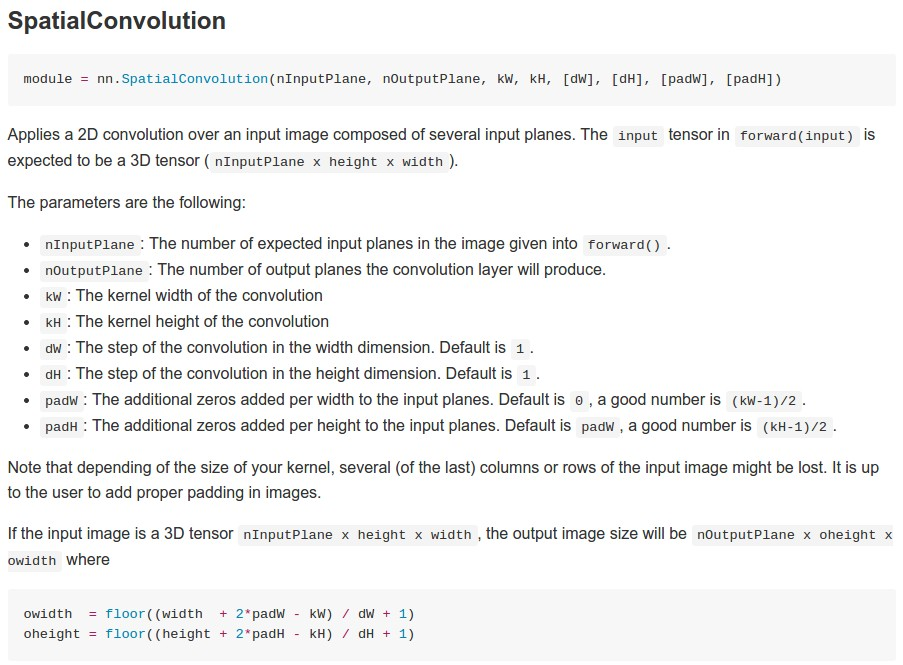 SpatialConvolution
module = nn.SpatialConvolution(nInputPlane, nOutputPlane, kW, kH, [dW], [dH], [padW], [padH])
Applies a 2D convolution over an input image composed of several input planes. The input tensor in forward(input) is
expected to be a 3D tensor ( nInputPlane x height x width ).
The parameters are the following:
• nInputPlane : The number of expected input planes in the image given into forward() .
• nOutputPlane : The number of output planes the convolution layer will produce.
• kW : The kernel width of the convolution
• kH : The kernel height of the convolution
• dW : The step of the convolution in the width dimension. Default is 1 .
• dH : The step of the convolution in the height dimension. Default is 1 .
• padW : The additional zeros added per width to the input planes. Default is 0 , a good number is (kW-1)/2 .
• padH : The additional zeros added per height to the input planes. Default is padW , a good number is (kH-1)/2 .
Note that depending of the size of your kernel, several (of the last) columns or rows of the input image might be lost. It is up
to the user to add proper padding in images.
If the input image is a 3D tensor nInputPlane x height x width , the output image size will be nOutputPlane x oheight x
owidth where
owidth  = floor((width  + 2*padW - kW) / dW + 1)
oheight = floor((height + 2*padH - kH) / dH + 1)